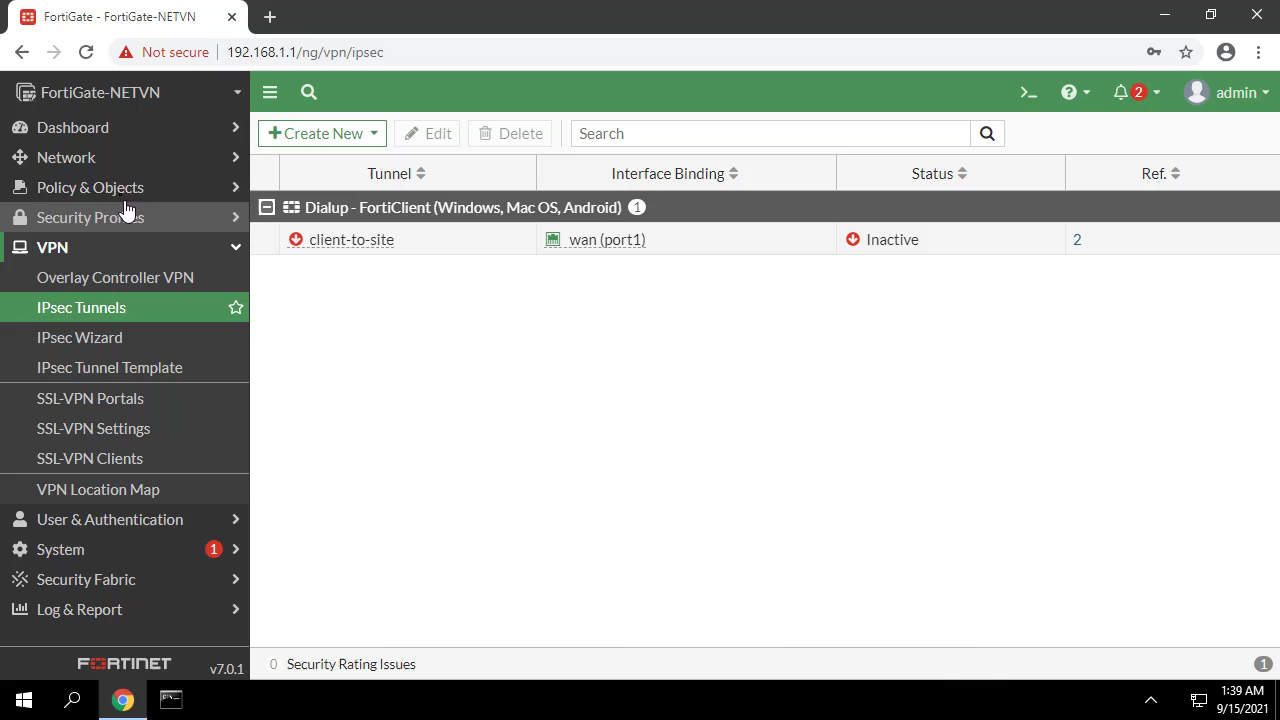 FortiGate - FortiGate-NETVN
Not secure 192.168.1.1/ng/vpn/ipsec
FortiGate-NETVN
2 admin
Dashboard
Network
Policy & Objects
Security Profiles
VPN
Overlay Controller VPN
IPsec Tunnels
IPsec Wizard
IPsec Tunnel Template
SSL-VPN Portals
SSL-VPN Settings
SSL-VPN Clients
VPN Location Map
User & Authentication
System 1
Security Fabric
Log & Report
FORTINET v7.0.1
Create New Edit Delete Search
Tunnel Interface Binding Status Ref.
Dialup - FortiClient (Windows, Mac OS, Android) 1
client-to-site wan (port1) Inactive 2
0 Security Rating Issues 1
1:39 AM
9/15/2021